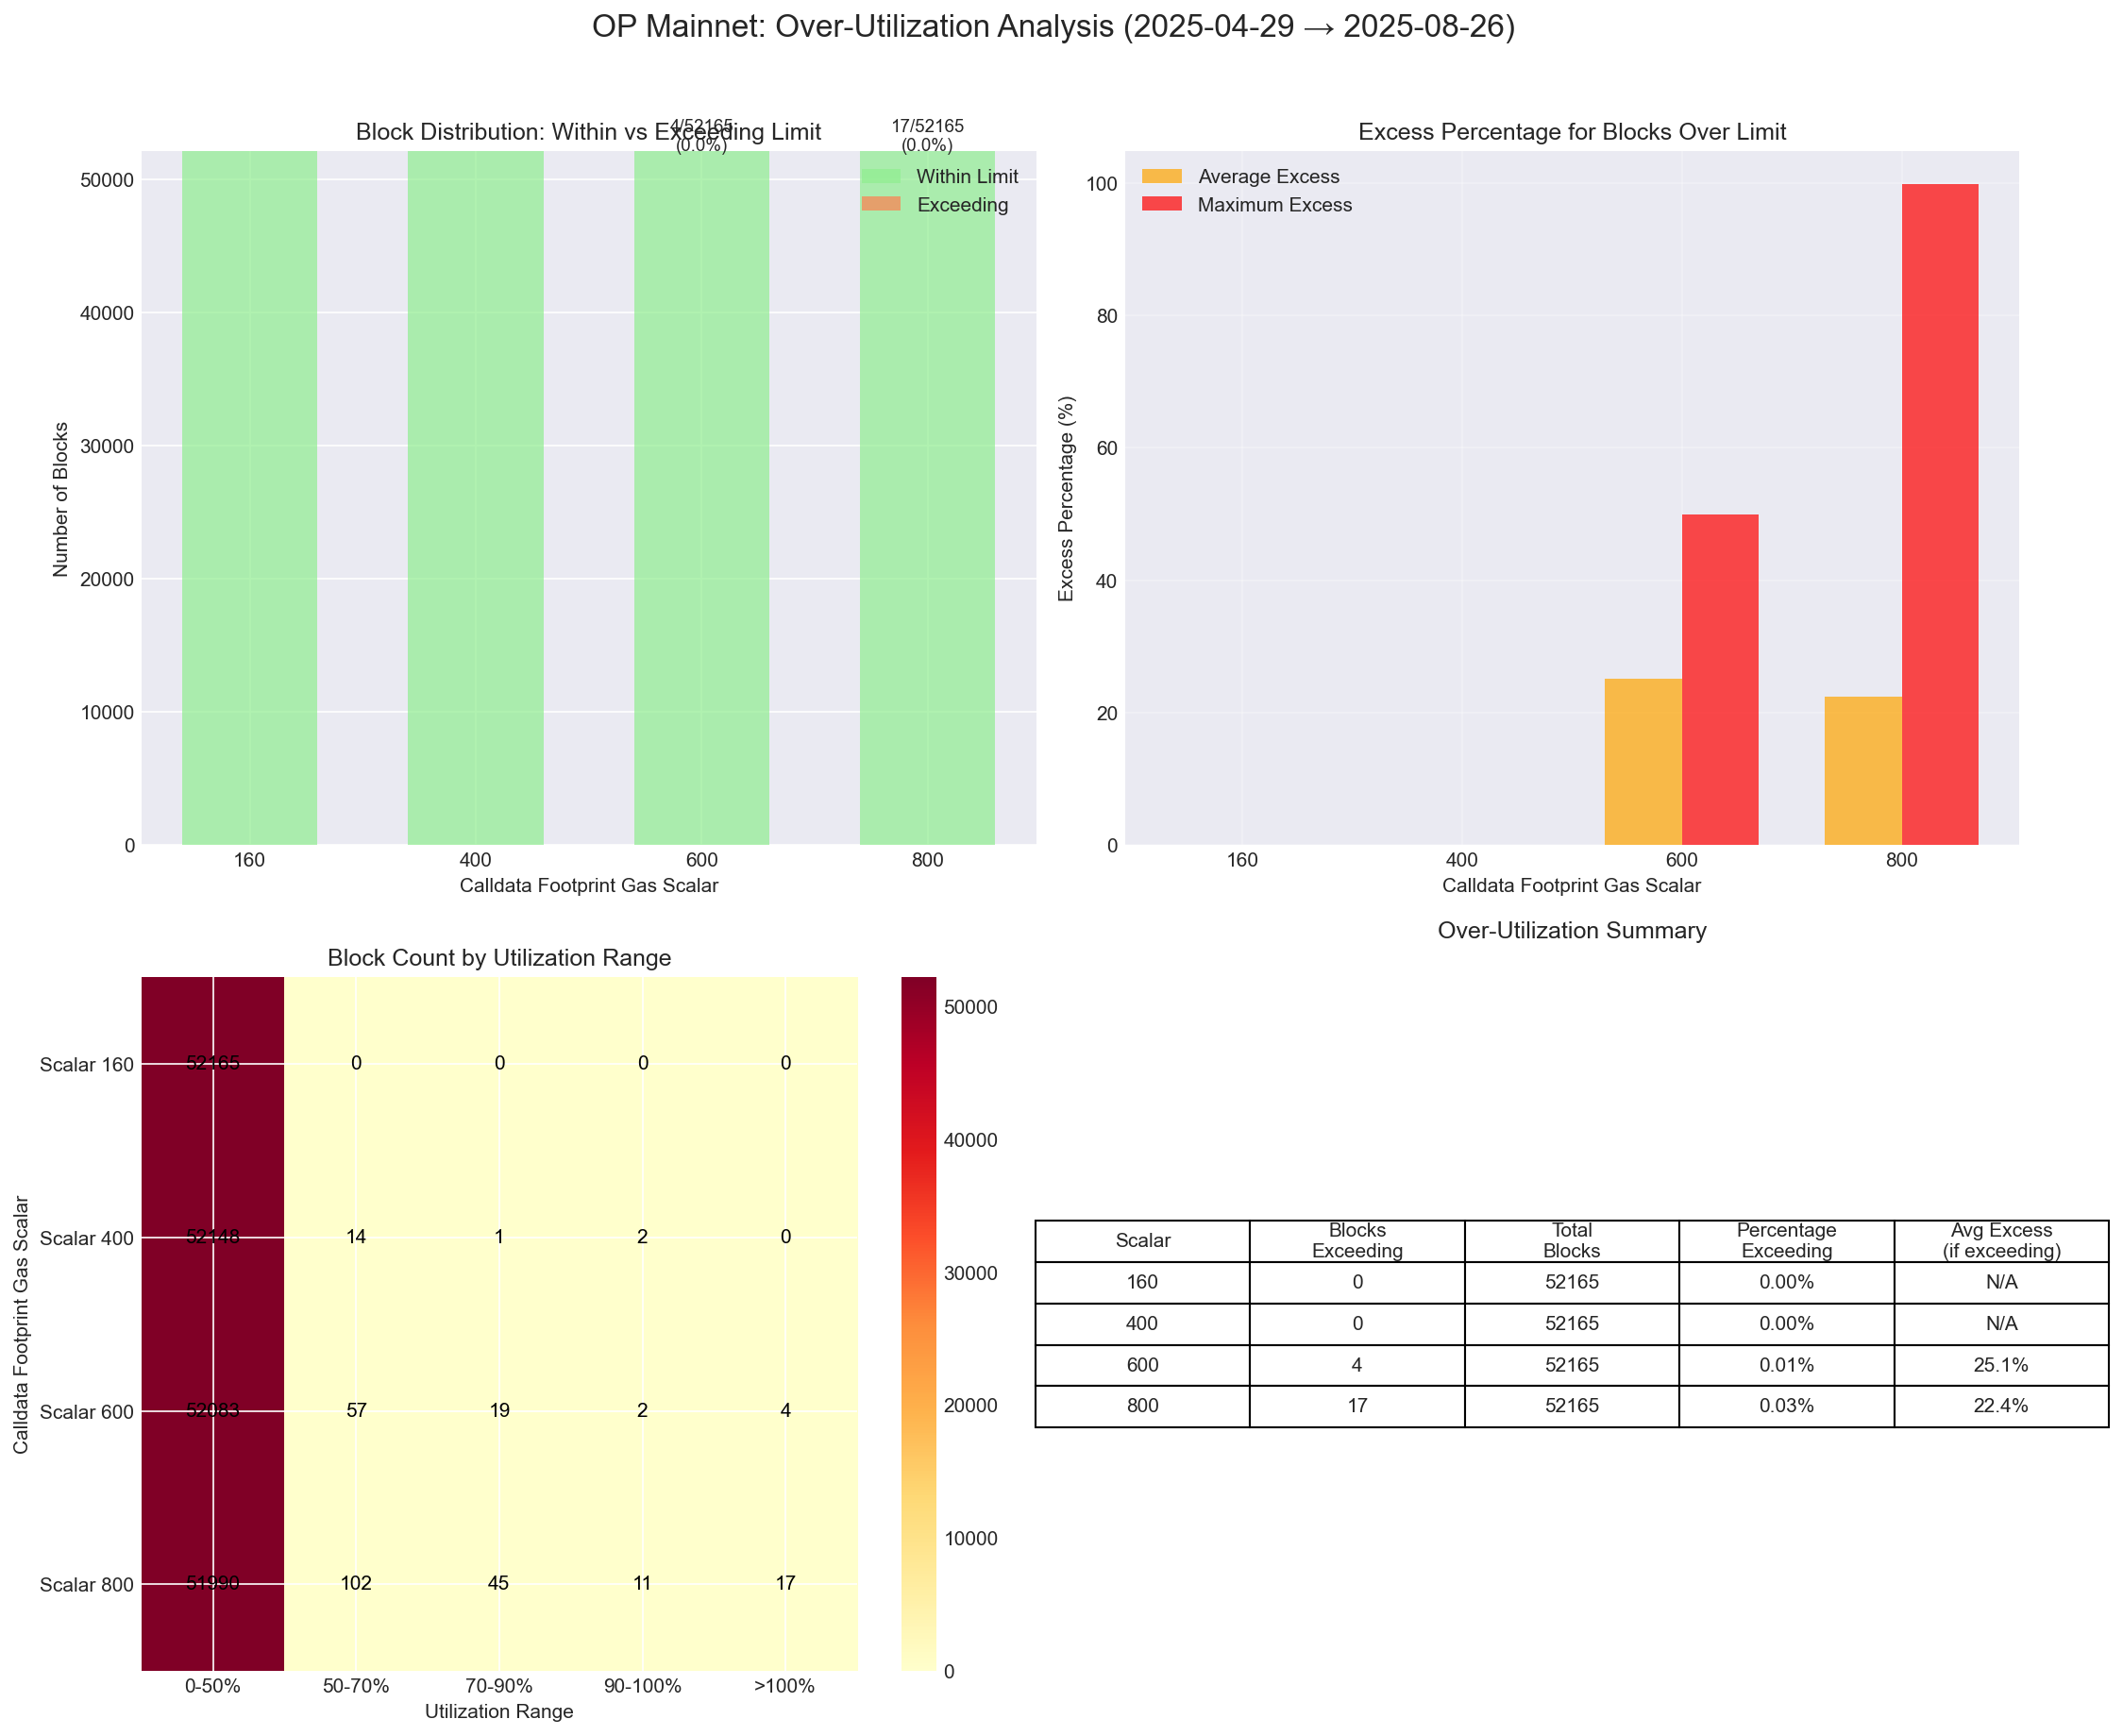 OP Mainnet: Over-Utilization Analysis (2025-04-29 → 2025-08-26)
Block Distribution: Within vs Exceeding Limit
4/52165
(0.0%)
17/52165
(0.0%)
Within Limit
Exceeding
Number of Blocks
50000
40000
30000
20000
10000
0
160 400 600 800
Calldata Footprint Gas Scalar
Excess Percentage for Blocks Over Limit
Average Excess
Maximum Excess
Excess Percentage (%)
100
80
60
40
20
0
160 400 600 800
Calldata Footprint Gas Scalar
Block Count by Utilization Range
Calldata Footprint Gas Scalar
Scalar 160 52165 0 0 0 0
Scalar 400 52148 14 1 2 0
Scalar 600 52083 57 19 2 4
Scalar 800 51990 102 45 11 17
0-50% 50-70% 70-90% 90-100% >100%
Utilization Range
50000
40000
30000
20000
10000
0
Over-Utilization Summary
Scalar Blocks Exceeding Total Blocks Percentage Exceeding Avg Excess (if exceeding)
160 0 52165 0.00% N/A
400 0 52165 0.00% N/A
600 4 52165 0.01% 25.1%
800 17 52165 0.03% 22.4%